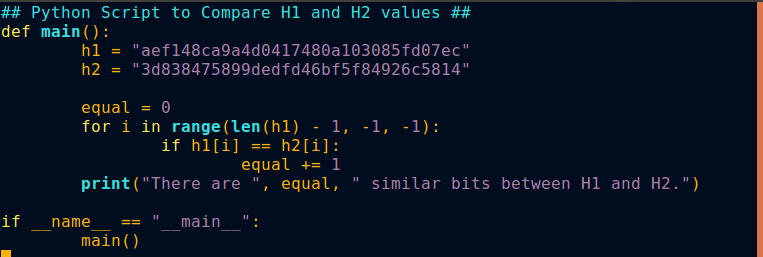 ## Python Script to Compare H1 and H2 values ##
def main():
        h1 = "aef148ca9a4d0417480a103085fd07ec"
        h2 = "3d838475899dedfd46bf5f84926c5814"

        equal = 0
        for i in range(len(h1) - 1, -1, -1):
                if h1[i] == h2[i]:
                        equal += 1
        print("There are ", equal, " similar bits between H1 and H2.")

if __name__ == "__main__":
        main()